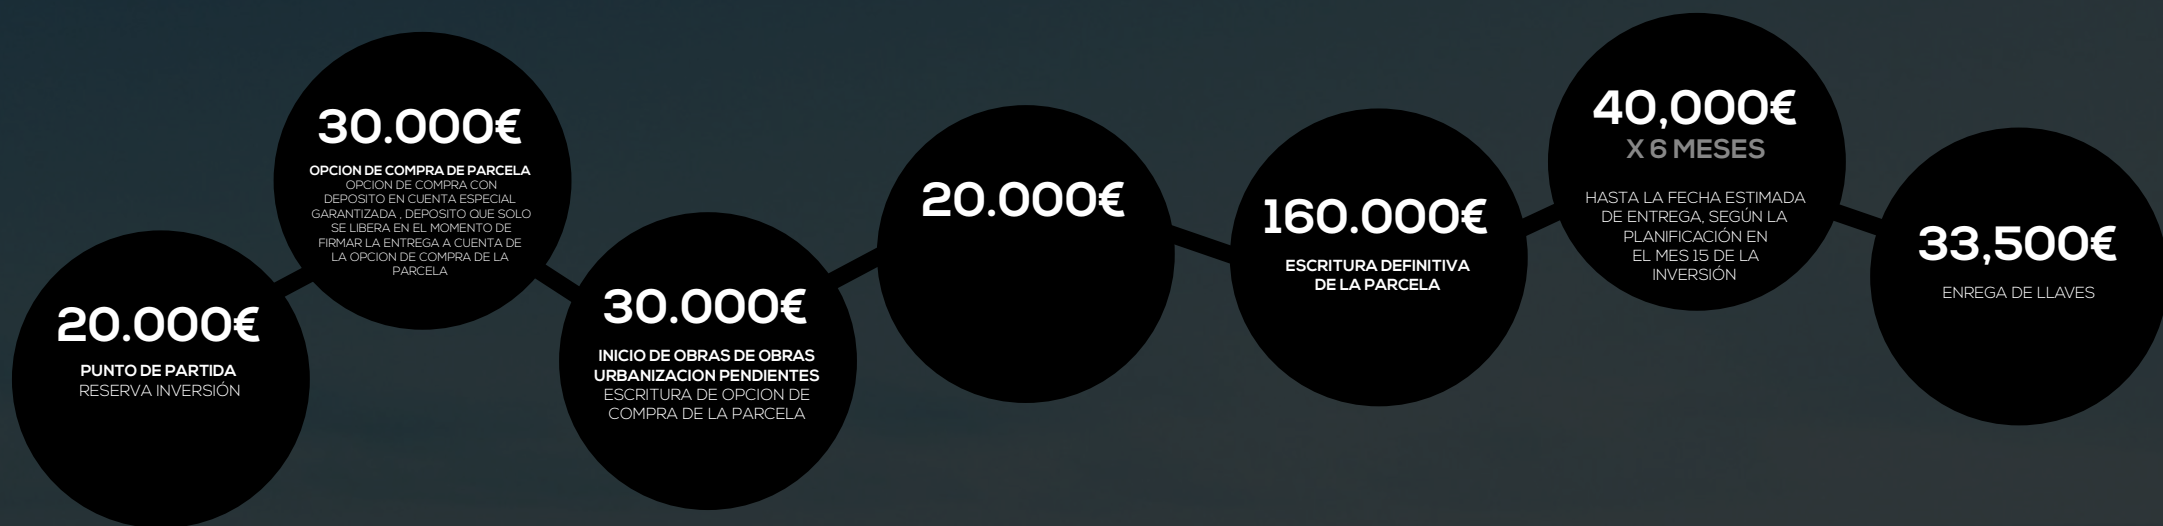 20.000€
PUNTO DE PARTIDA
RESERVA INVERSIÓN
30.000€
OPCION DE COMPRA DE PARCELA
OPCION DE COMPRA CON
DEPOSITO EN CUENTA ESPECIAL
GARANTIZADA , DEPOSITO QUE SOLO
SE LIBERA EN EL MOMENTO DE
FIRMAR LA ENTREGA A CUENTA DE
LA OPCION DE COMPRA DE LA
PARCELA
30.000€
INICIO DE OBRAS DE OBRAS
URBANIZACION PENDIENTES
ESCRITURA DE OPCION DE
COMPRA DE LA PARCELA
20.000€
160.000€
ESCRITURA DEFINITIVA
DE LA PARCELA
40,000€
X 6 MESES
HASTA LA FECHA ESTIMADA
DE ENTREGA, SEGÚN LA
PLANIFICACIÓN EN
EL MES 15 DE LA
INVERSIÓN
33,500€
ENREGA DE LLAVES